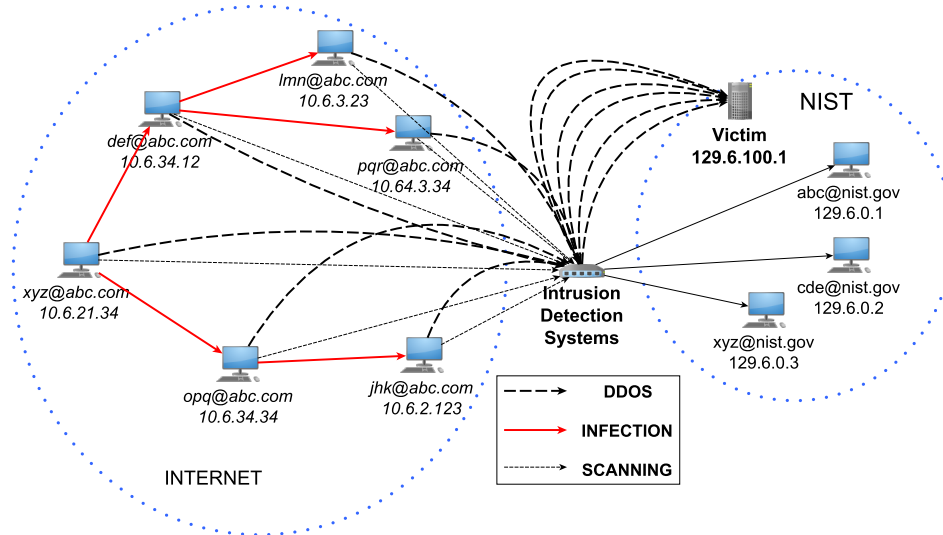 lmn@abc.com
10.6.3.23
def@abc.com
10.6.34.12
pqr@abc.com
10.64.3.34
xyz@abc.com
10.6.21.34
opq@abc.com
10.6.34.34
jhk@abc.com
10.6.2.123
INTERNET
Intrusion
Detection
Systems
Victim
129.6.100.1
NIST
abc@nist.gov
129.6.0.1
cde@nist.gov
129.6.0.2
xyz@nist.gov
129.6.0.3
DDOS
INFECTION
SCANNING